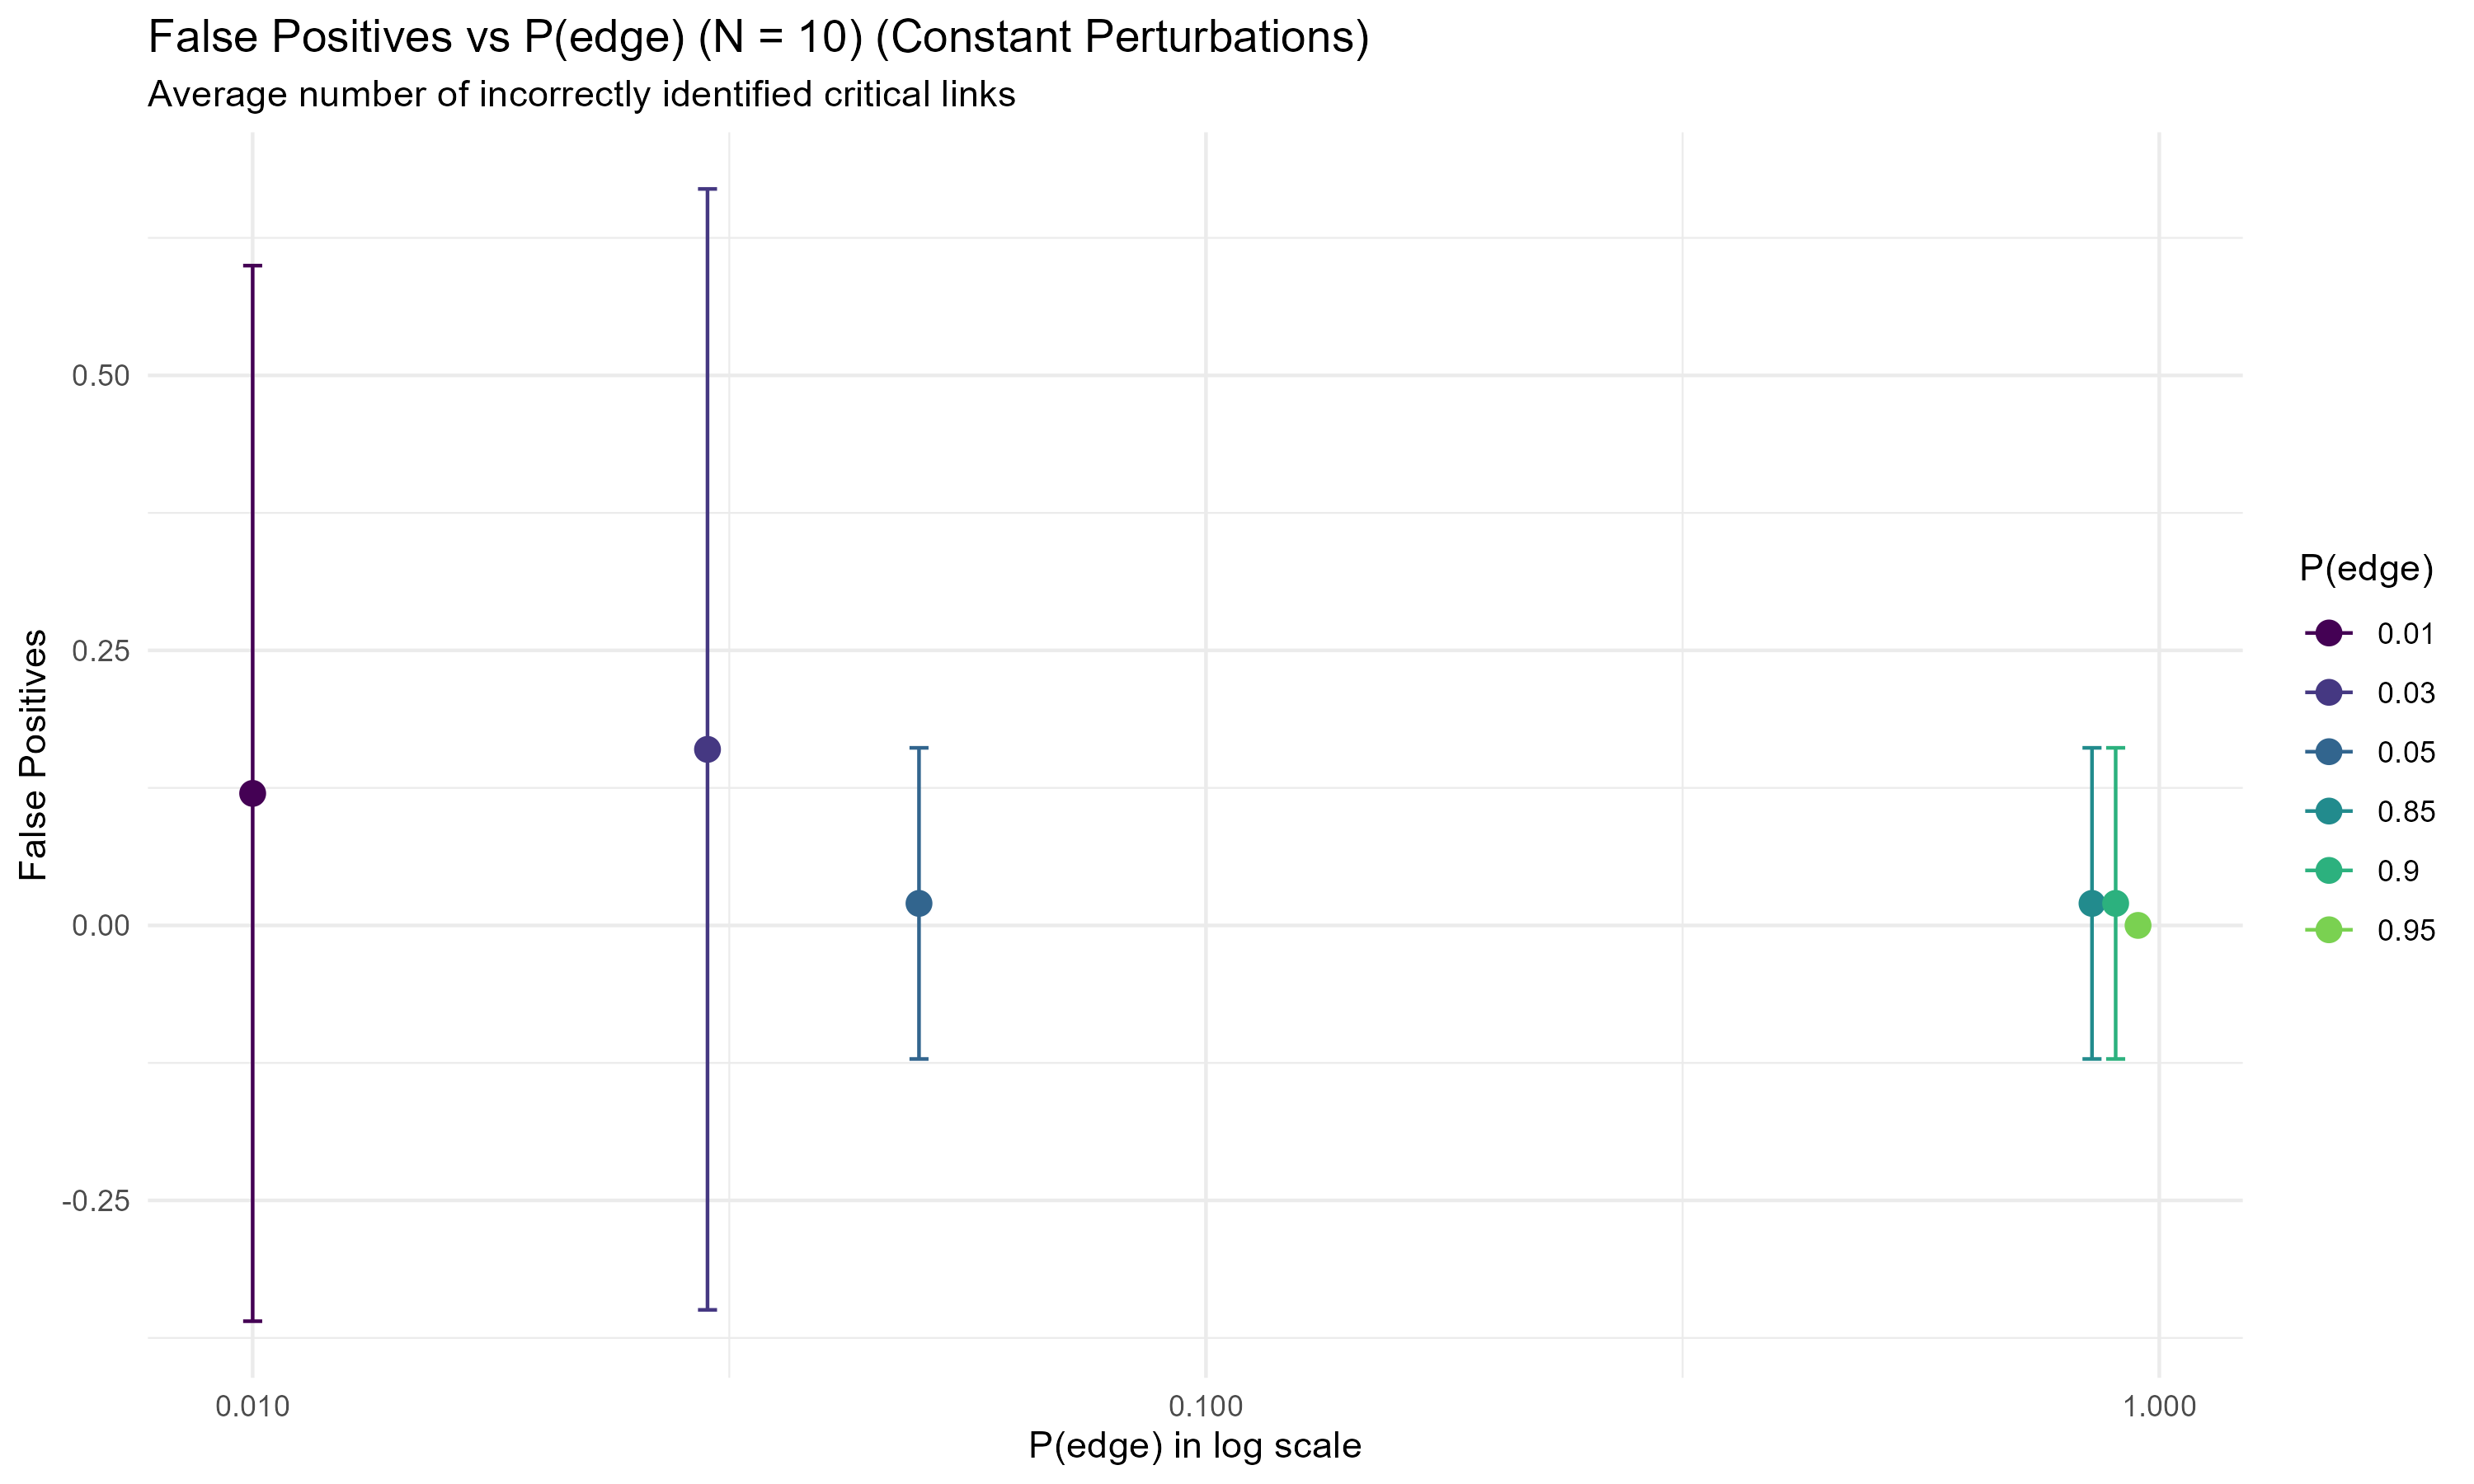 False Positives vs P(edge) (N = 10) (Constant Perturbations)
Average number of incorrectly identified critical links
False Positives
0.50
0.25
0.00
-0.25
0.010
0.100
1.000
P(edge) in log scale
P(edge)
0.01
0.03
0.05
0.85
0.9
0.95